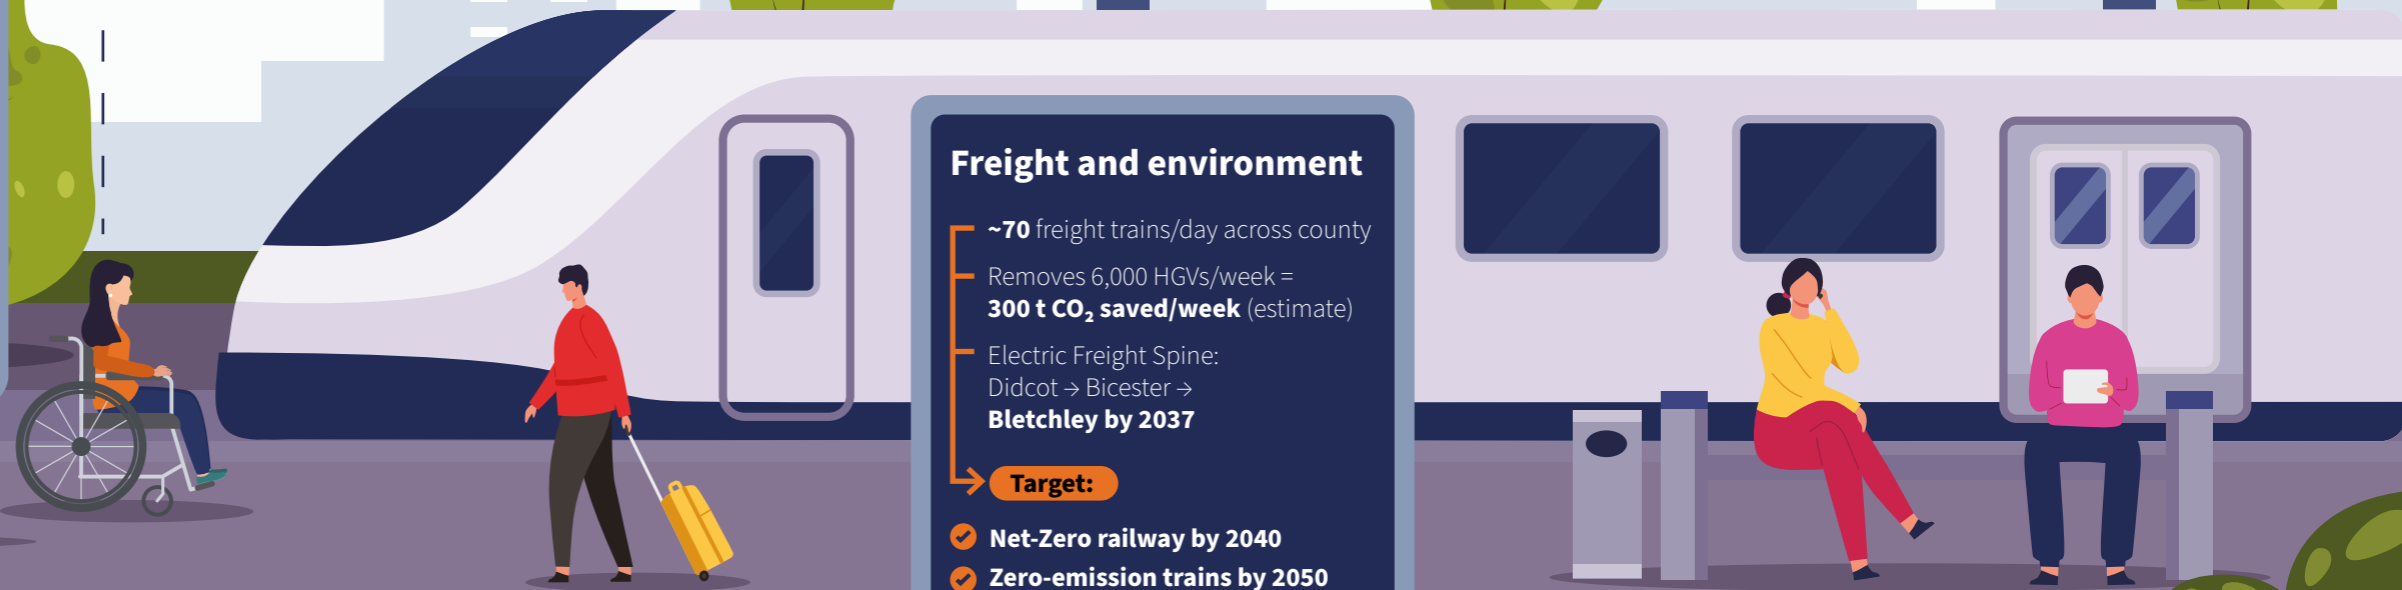 Freight and environment
~70 freight trains/day across county
Removes 6,000 HGVs/week =
300 t CO₂ saved/week (estimate)
Electric Freight Spine:
Didcot → Bicester →
Bletchley by 2037
Target:
Net-Zero railway by 2040
Zero-emission trains by 2050